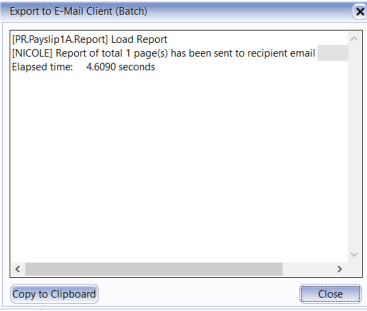 Export to E-Mail Client (Batch)
[PR.Payslip1A.Report] Load Report
[NICOLE] Report of total 1 page(s) has been sent to recipient email
Elapsed time: 4.6090 seconds
Copy to Clipboard
Close